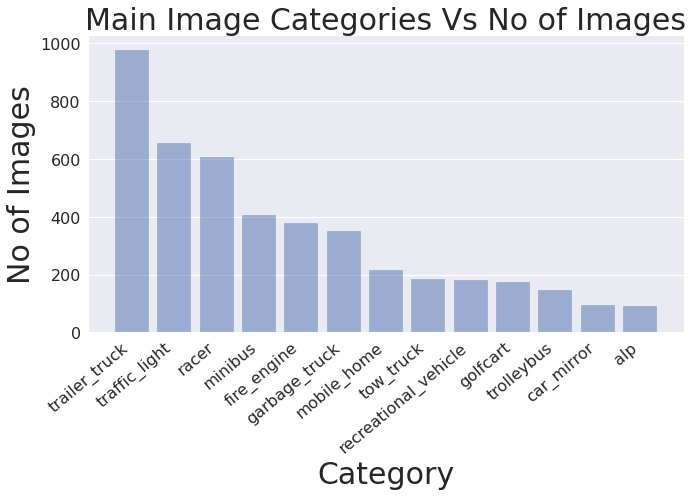 Main Image Categories Vs No of Images
No of Images
1000
800
600
400
200
0
trailer_truck
traffic_light
racer
minibus
fire_engine
garbage_truck
mobile_home
tow_truck
recreational_vehicle
golfcart
trolleybus
car_mirror
alp
Category